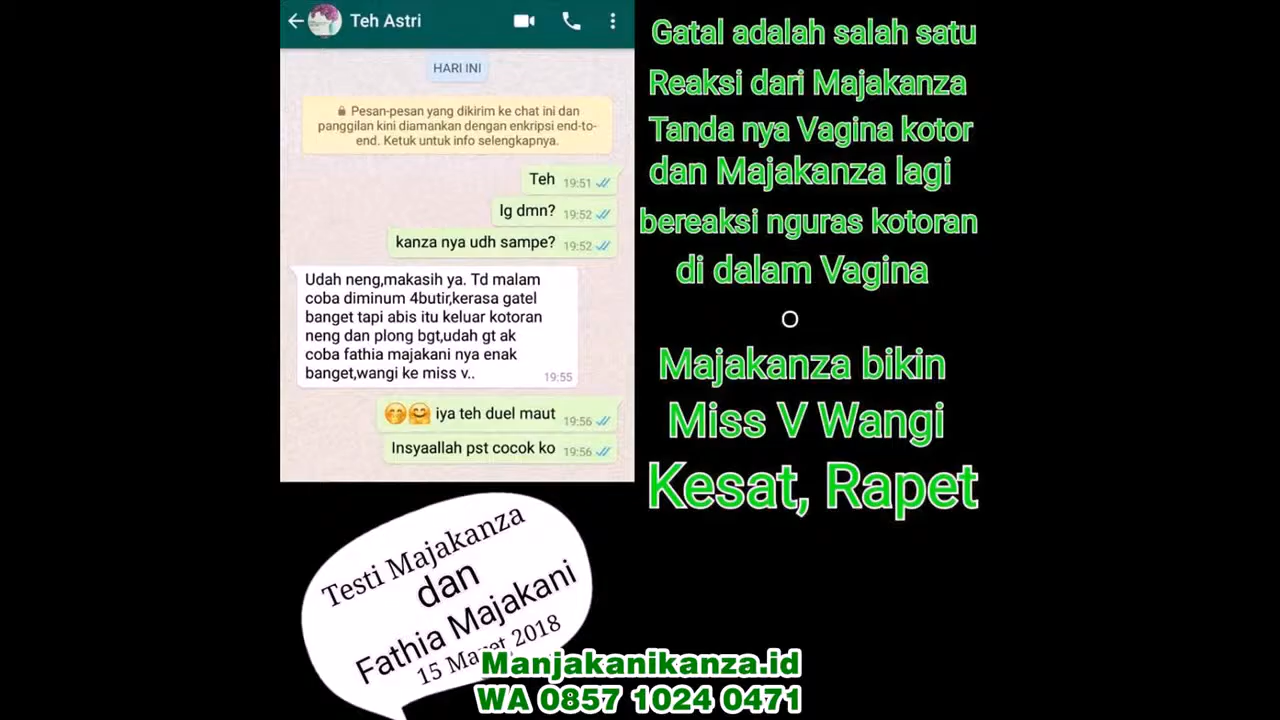 Teh Astri
HARI INI
Pesan-pesan yang dikirim ke chat ini dan
panggilan kini diamankan dengan enkripsi end-to-
end. Ketuk untuk info selengkapnya.
Teh 19:51
lg dmn? 19:52
kanza nya udh sampe? 19:52
Udah neng,makasih ya. Td malam
coba diminum 4butir,kerasa gatel
banget tapi abis itu keluar kotoran
neng dan plong bgt,udah gt ak
coba fathia majakani nya enak
banget,wangi ke miss v..
19:55
🤭🤗 iya teh duel maut 19:56
Insyaallah pst cocok ko 19:56
Gatal adalah salah satu
Reaksi dari Majakanza
Tanda nya Vagina kotor
dan Majakanza lagi
bereaksi nguras kotoran
di dalam Vagina
O
Majakanza bikin
Miss V Wangi
Kesat, Rapet
Testi Majakanza
dan
Fathia Majakani
15 Maret 2018
Manjakanikanza.id
WA 0857 1024 0471